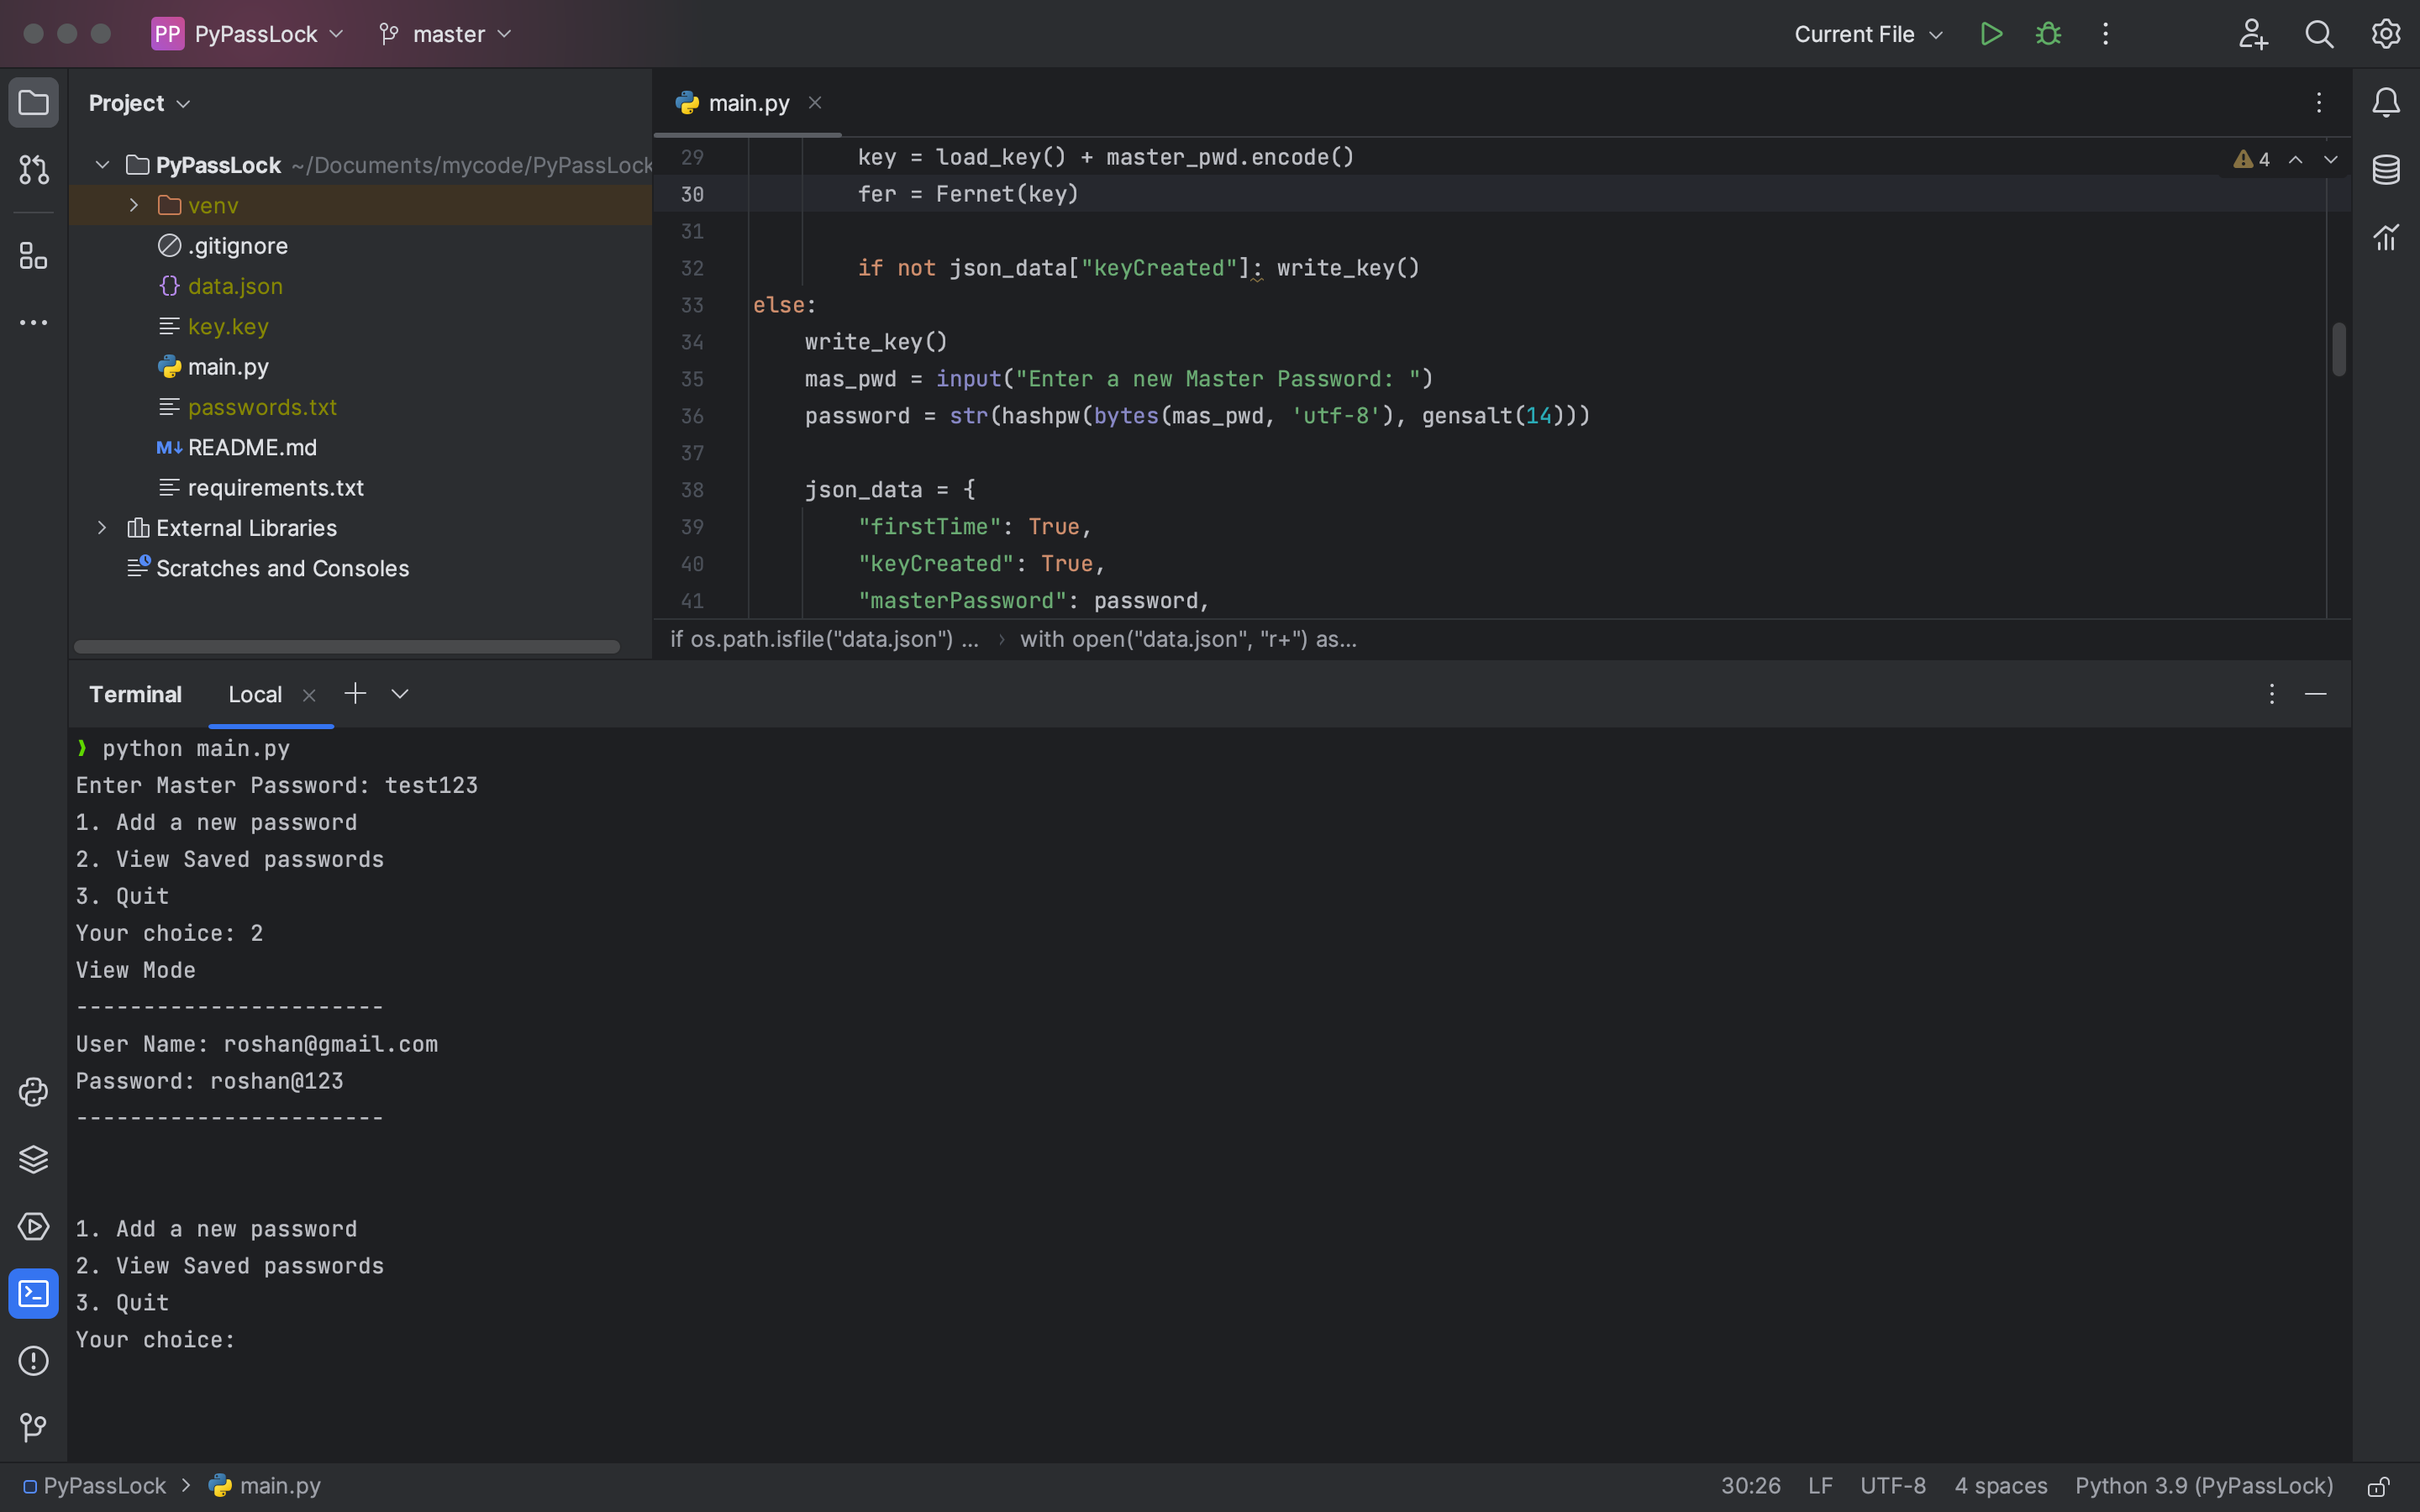 PP PyPassLock master Current File
Project
main.py
PyPassLock ~/Documents/mycode/PyPassLock
venv
.gitignore
data.json
key.key
main.py
passwords.txt
M↓ README.md
requirements.txt
External Libraries
Scratches and Consoles
4
29 key = load_key() + master_pwd.encode()
30 fer = Fernet(key)
31
32 if not json_data["keyCreated"]: write_key()
33 else:
34 write_key()
35 mas_pwd = input("Enter a new Master Password: ")
36 password = str(hashpw(bytes(mas_pwd, 'utf-8'), gensalt(14)))
37
38 json_data = {
39 "firstTime": True,
40 "keyCreated": True,
41 "masterPassword": password,
if os.path.isfile("data.json") ... › with open("data.json", "r+") as...
Terminal Local
❯ python main.py
Enter Master Password: test123
1. Add a new password
2. View Saved passwords
3. Quit
Your choice: 2
View Mode
-----------------------
User Name: roshan@gmail.com
Password: roshan@123
-----------------------
1. Add a new password
2. View Saved passwords
3. Quit
Your choice:
PyPassLock > main.py 30:26 LF UTF-8 4 spaces Python 3.9 (PyPassLock)